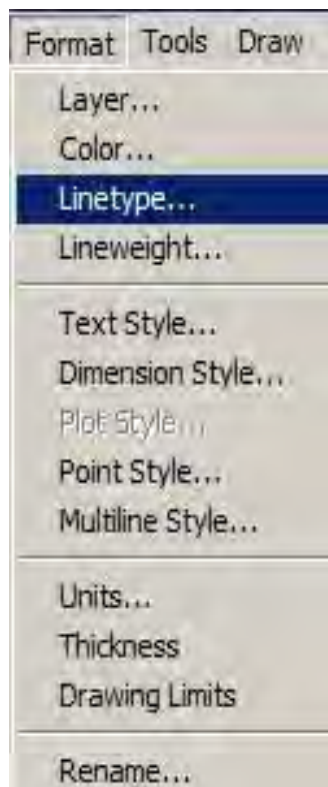 Format Tools Draw
Layer...
Color...
Linetype...
Lineweight...
Text Style...
Dimension Style...
Plot Style...
Point Style...
Multiline Style...
Units...
Thickness
Drawing Limits
Rename...